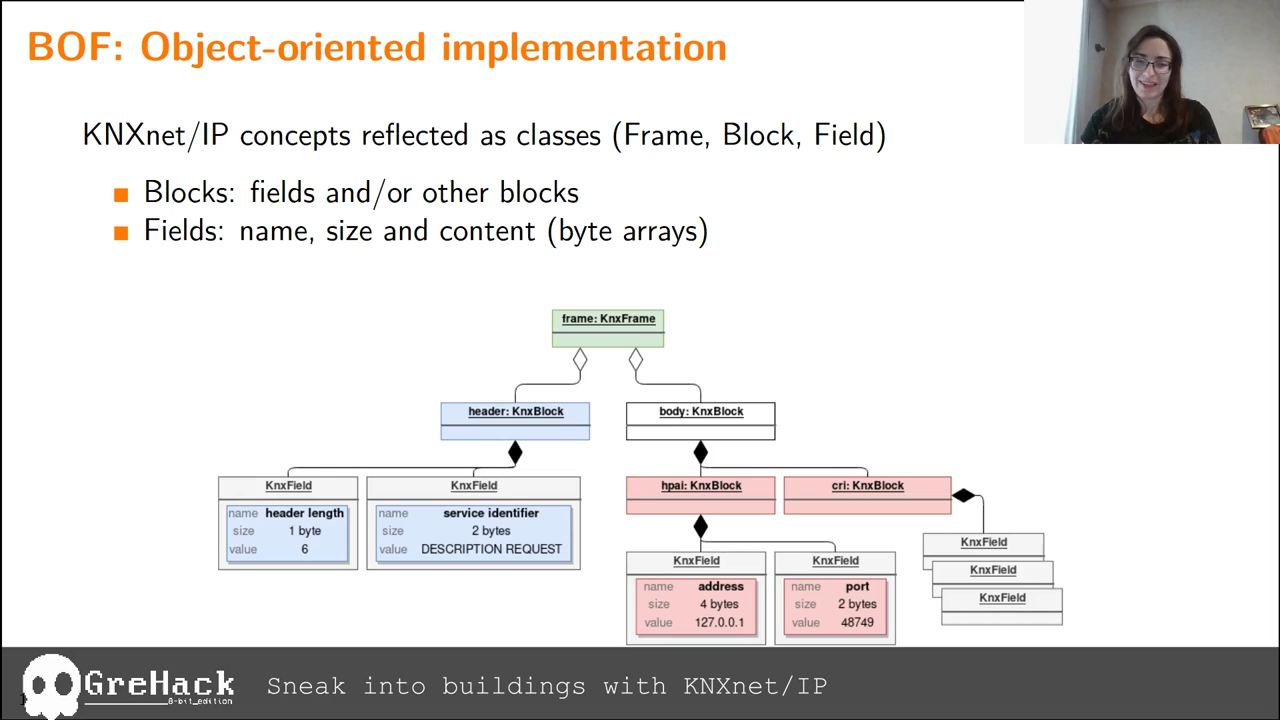 BOF: Object-oriented implementation
KNXnet/IP concepts reflected as classes (Frame, Block, Field)
Blocks: fields and/or other blocks
Fields: name, size and content (byte arrays)
frame: KnxFrame
header: KnxBlock
body: KnxBlock
KnxField
name header length
size 1 byte
value 6
KnxField
name service identifier
size 2 bytes
value DESCRIPTION REQUEST
hpai: KnxBlock
cri: KnxBlock
KnxField
name address
size 4 bytes
value 127.0.0.1
KnxField
name port
size 2 bytes
value 48749
KnxField
KnxField
KnxField
GreHack
8-bit_edition
Sneak into buildings with KNXnet/IP